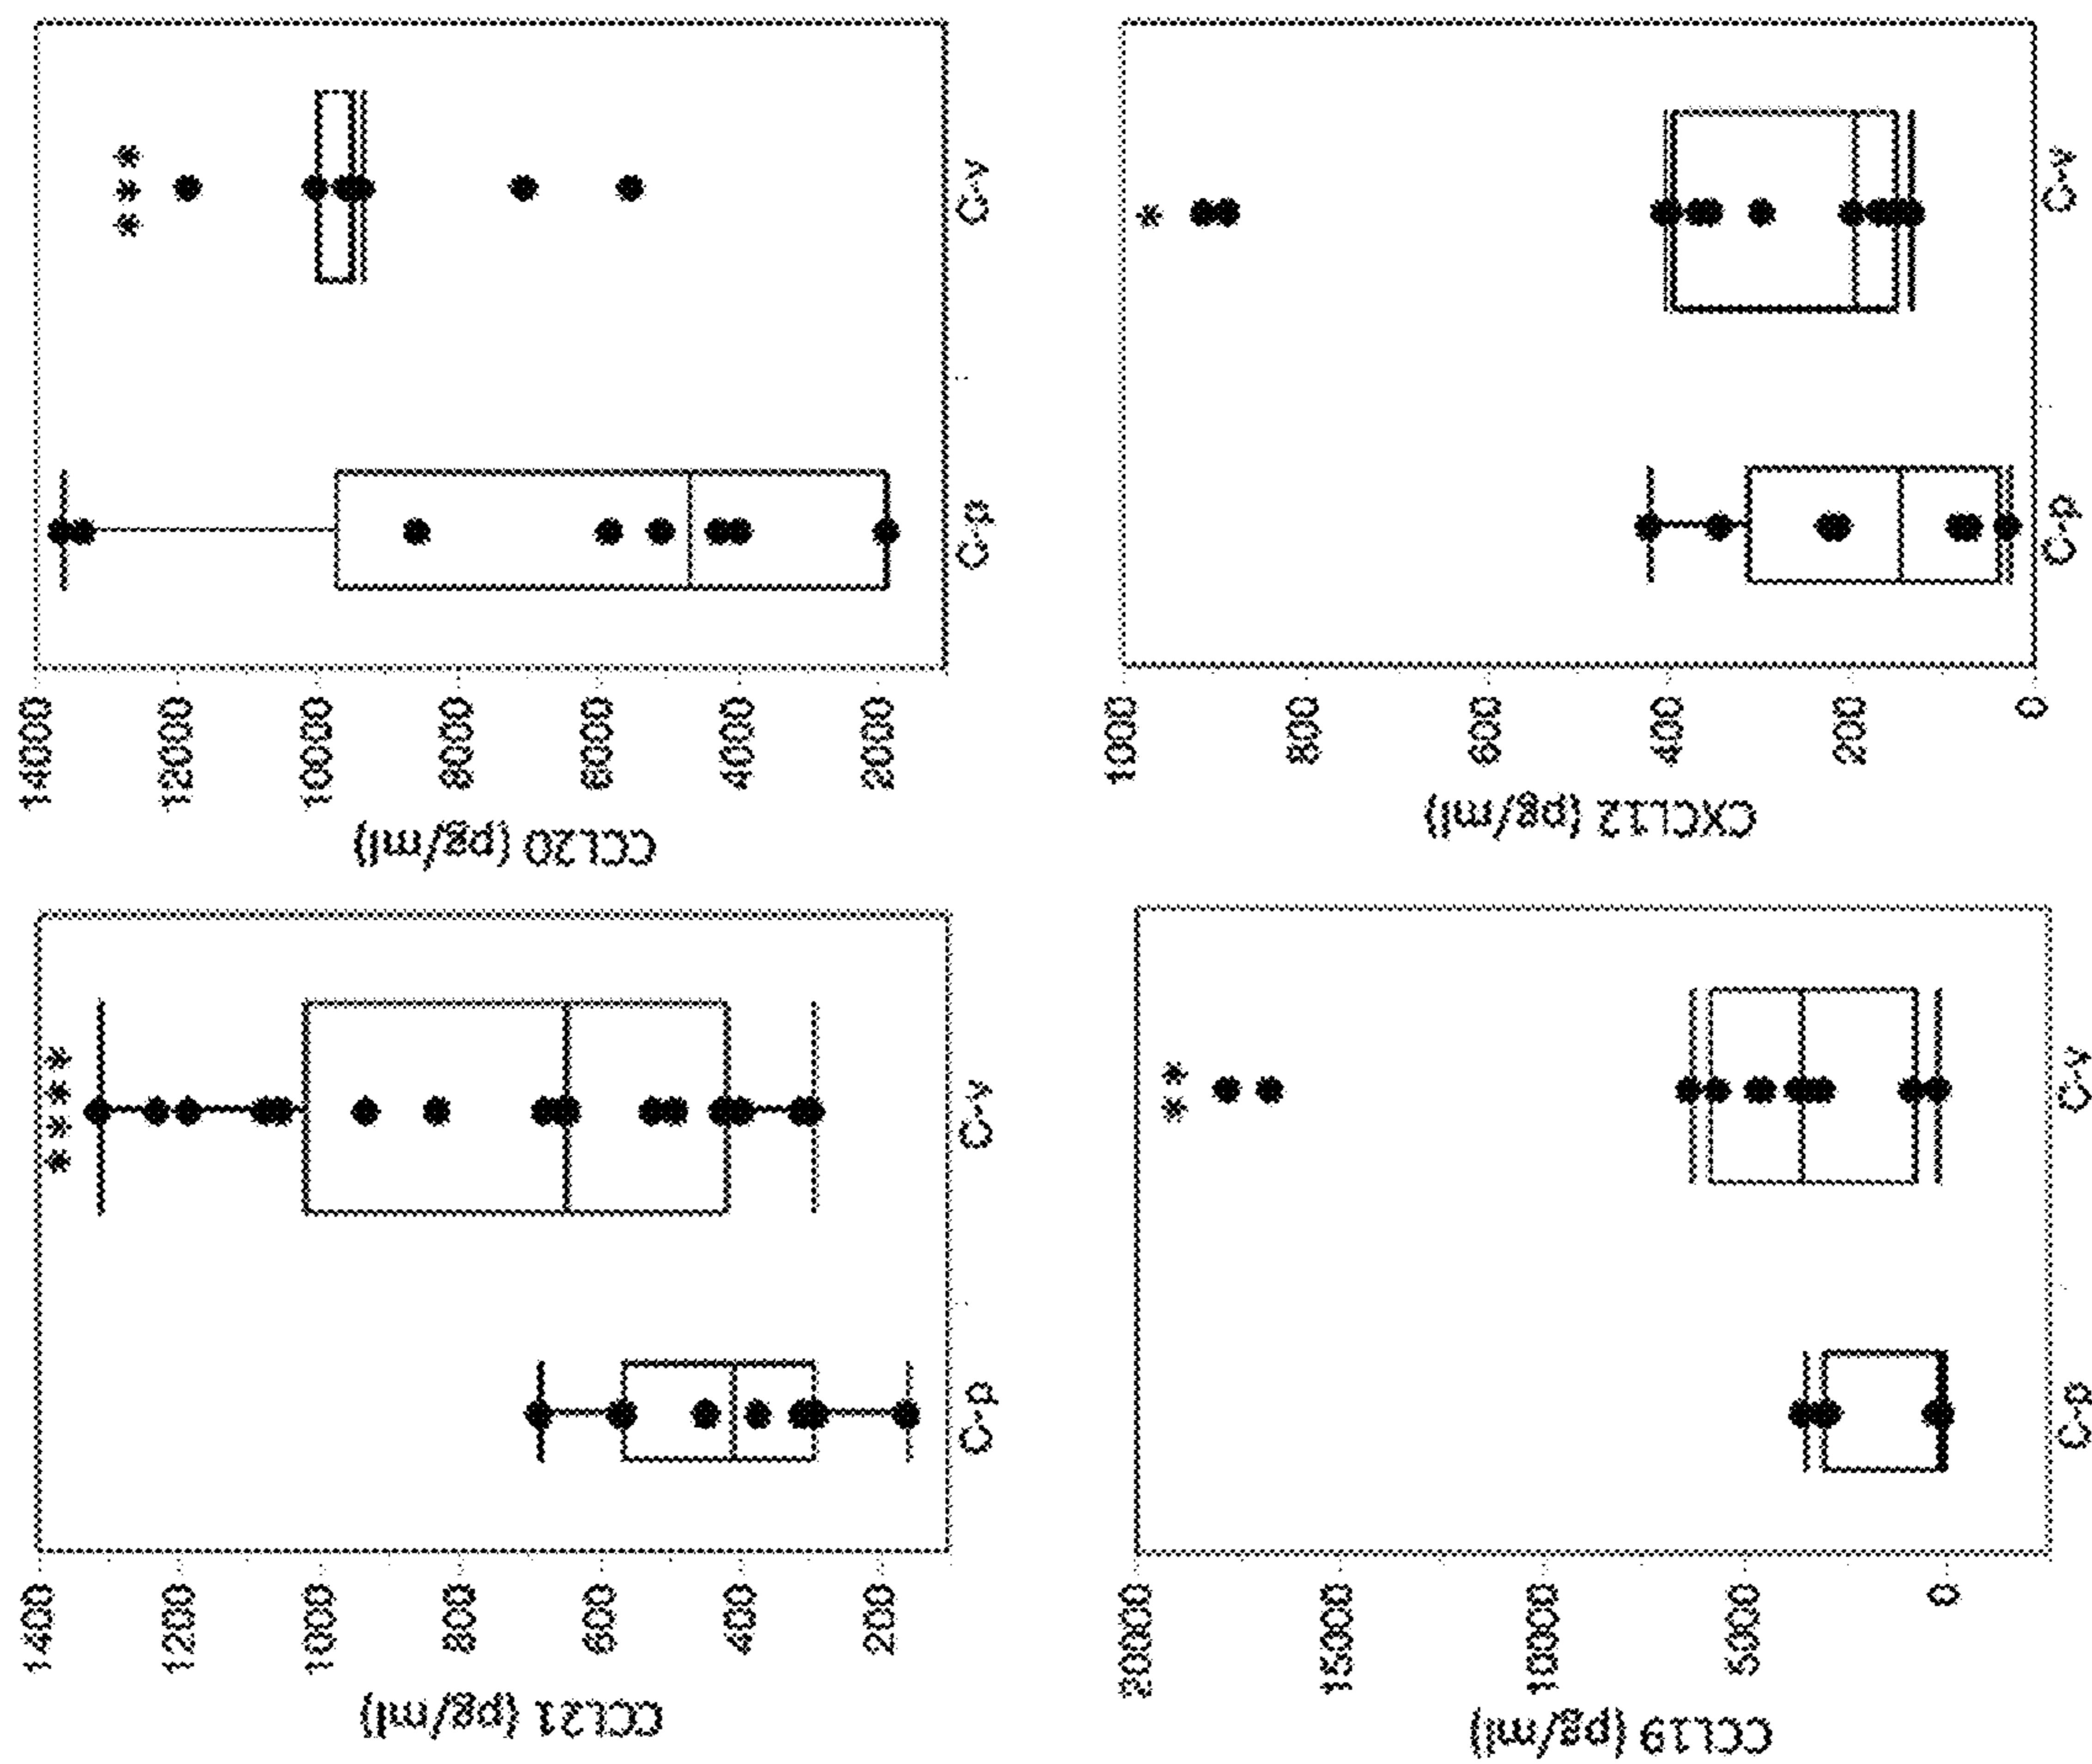 14000
12000
10000
8000
6000
4000
2000
CCL20 (pg/ml)
***
C-p
C-v
1000
800
600
400
200
0
CXCL12 (pg/ml)
*
C-p
C-v
1400
1200
1000
800
600
400
200
CCL21 (pg/ml)
****
C-p
C-v
20000
15000
10000
5000
0
CCL19 (pg/ml)
**
C-p
C-v